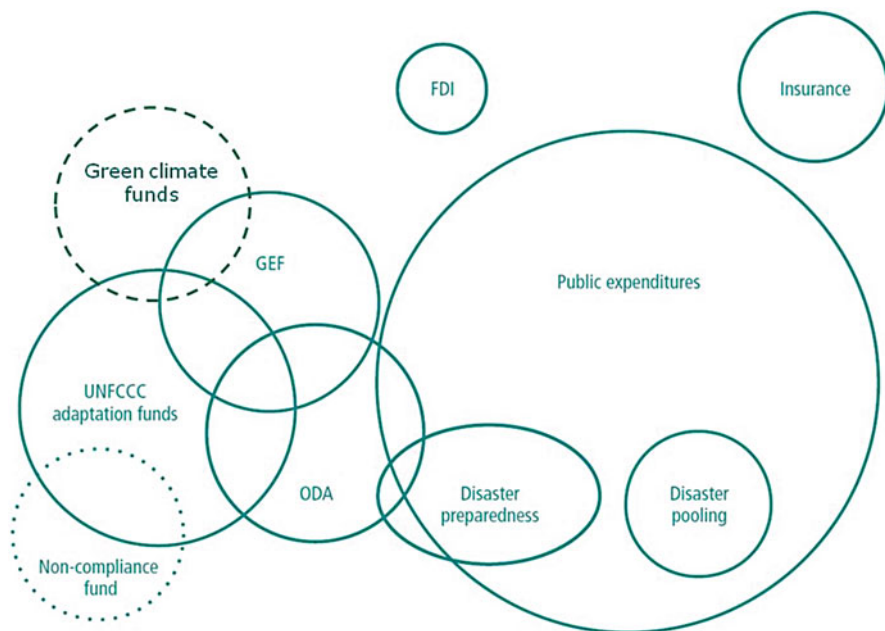 FDI
Insurance
Green climate
funds
GEF
Public expenditures
UNFCCC
adaptation funds
ODA
Disaster
preparedness
Disaster
pooling
Non-compliance
fund